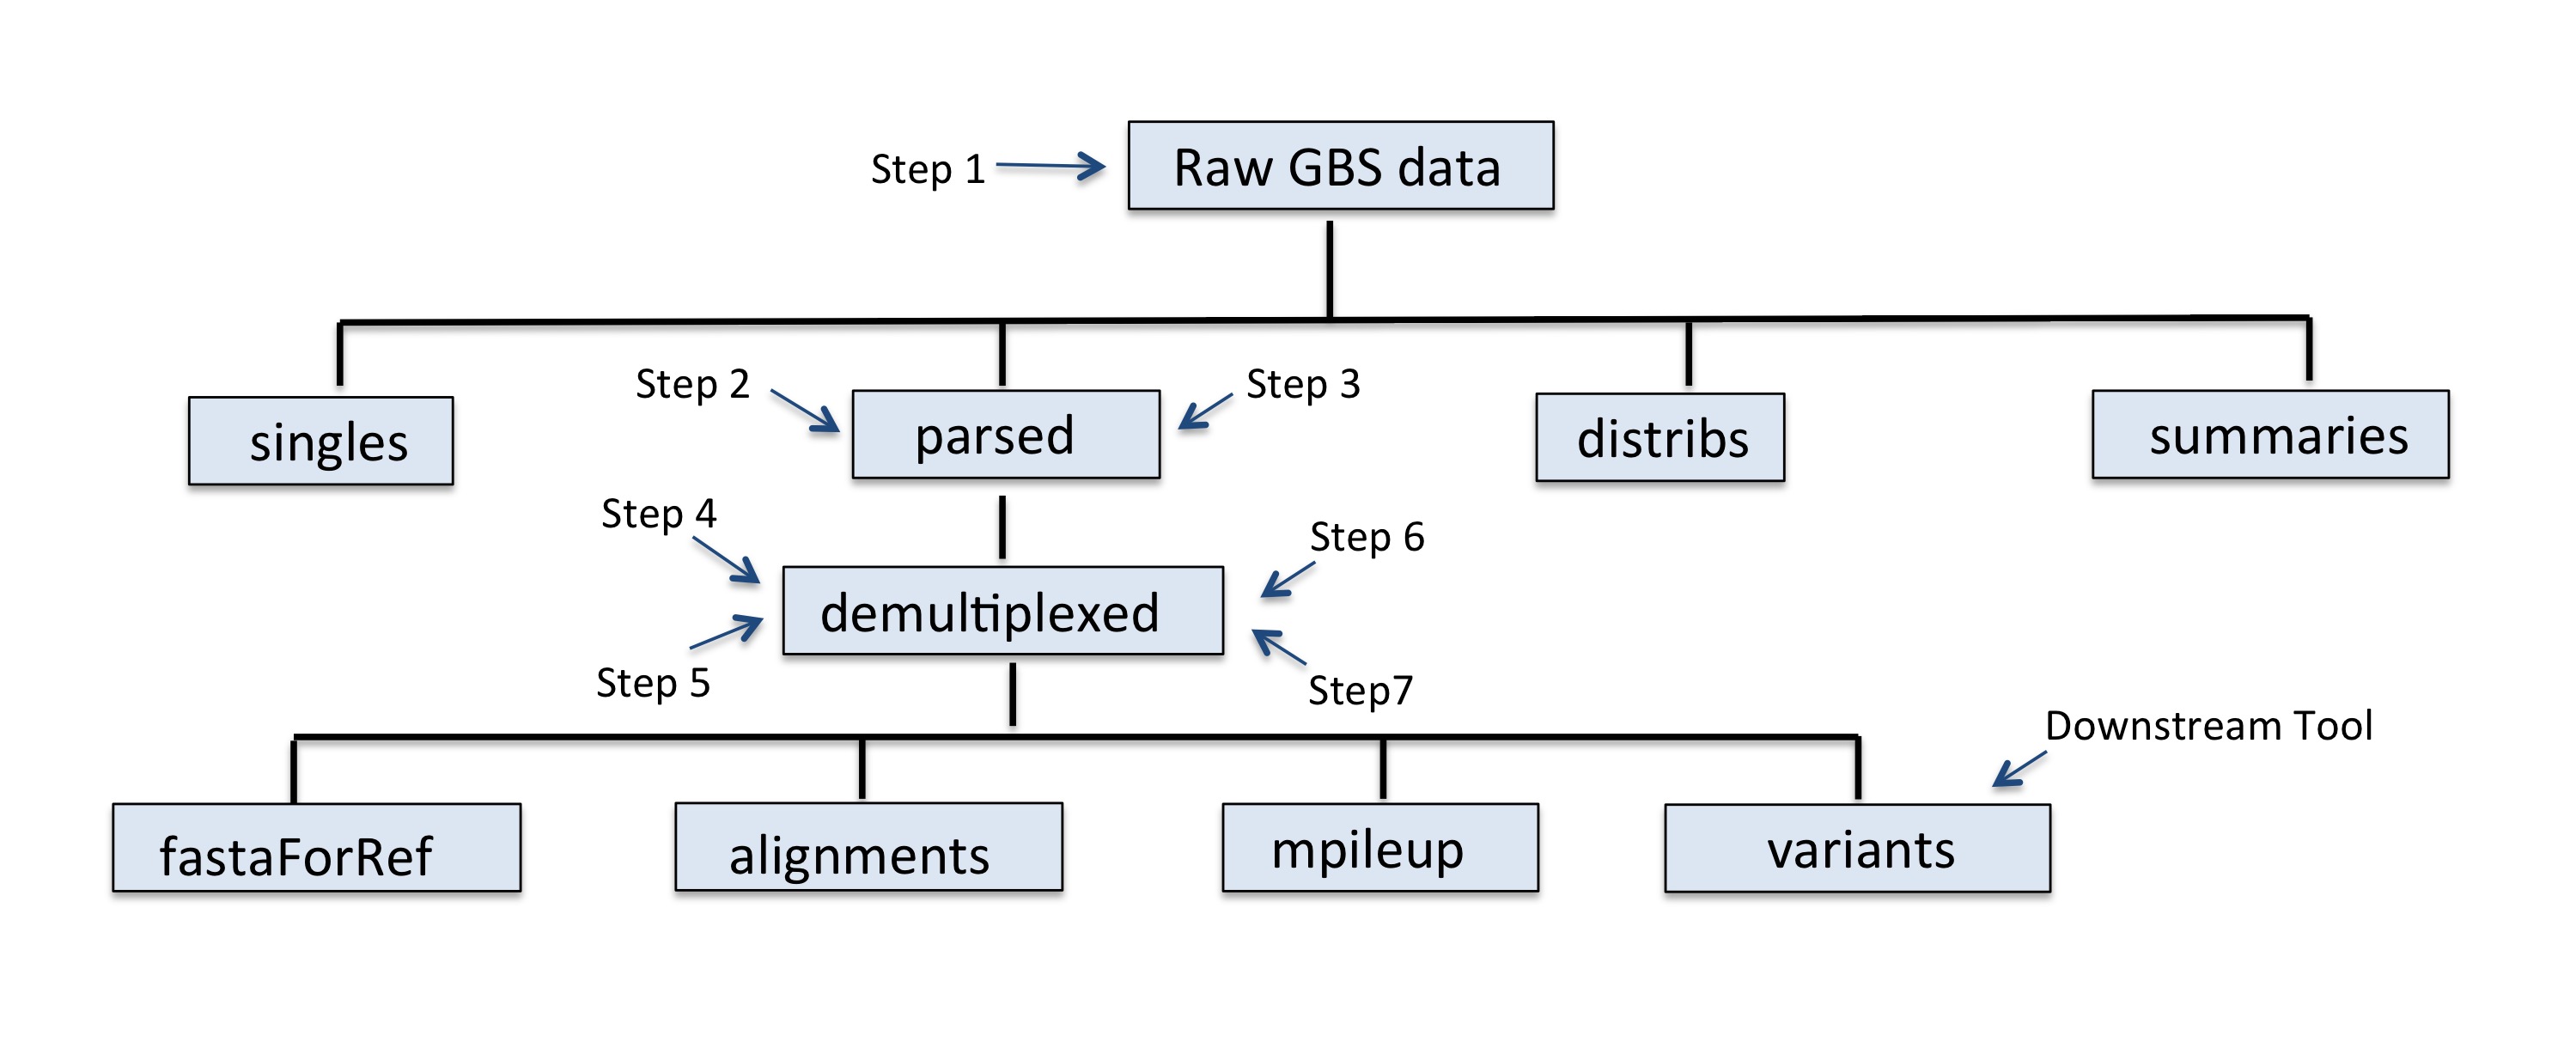 Step 1
Raw GBS data
Step 2
Step 3
singles
parsed
distribs
summaries
Step 4
Step 6
demultiplexed
Step 5
Step7
Downstream Tool
fastaForRef
alignments
mpileup
variants